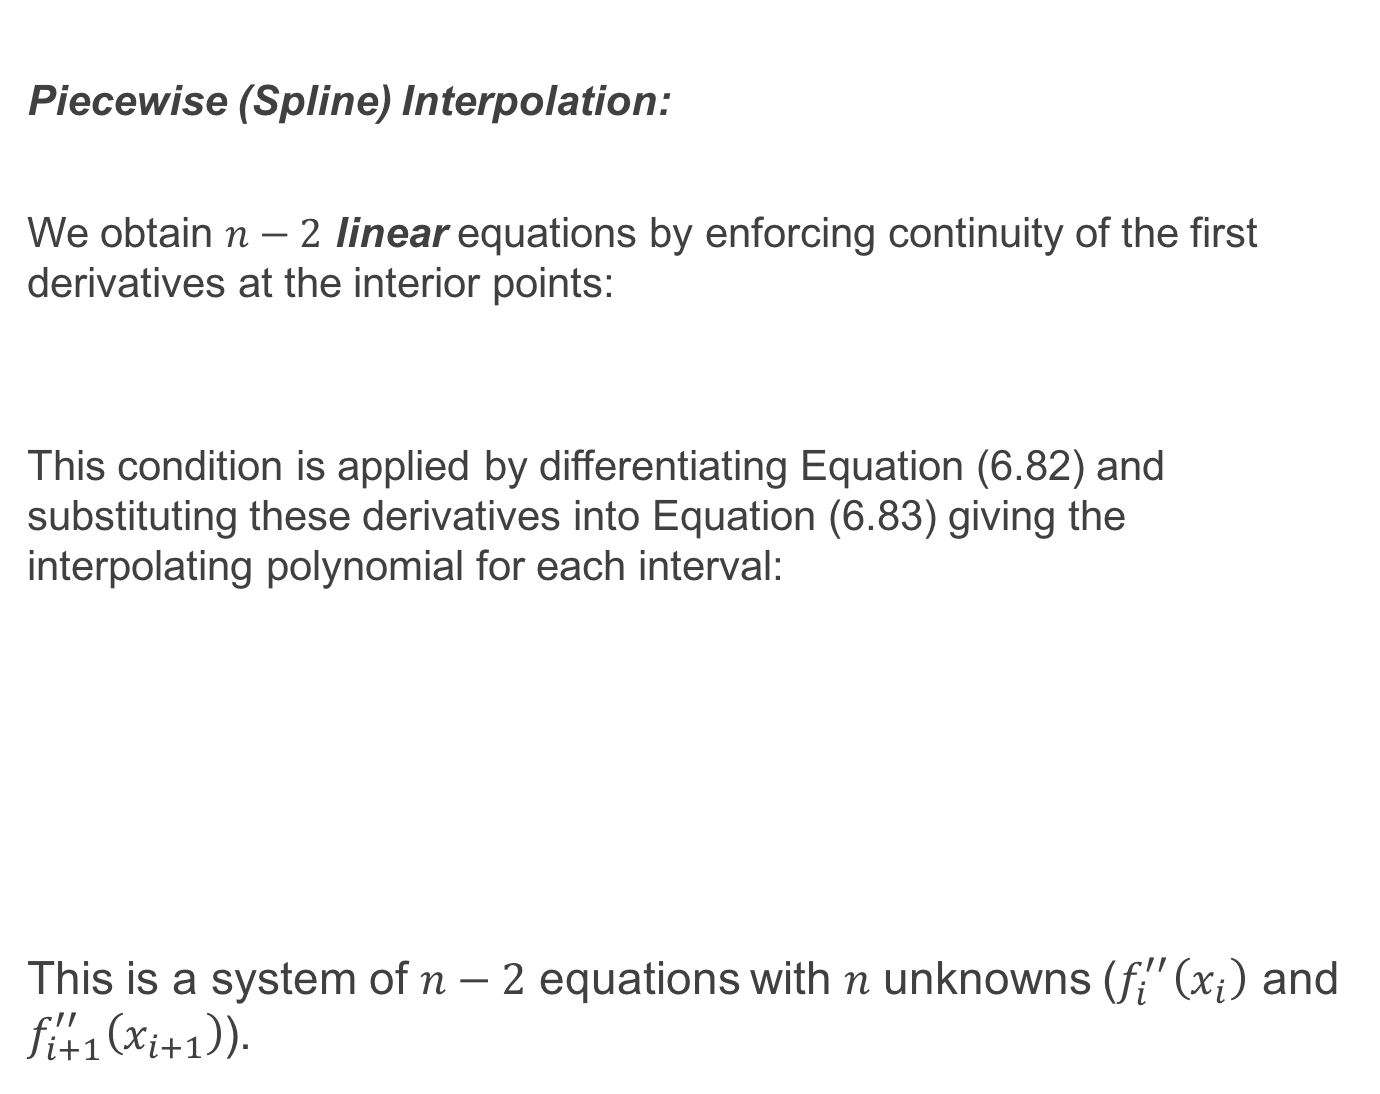 Piecewise (Spline) Interpolation:
We obtain n − 2 linear equations by enforcing continuity of the first
derivatives at the interior points:
This condition is applied by differentiating Equation (6.82) and
substituting these derivatives into Equation (6.83) giving the
interpolating polynomial for each interval:
This is a system of n − 2 equations with n unknowns (f_i''(x_i) and
f_{i+1}''(x_{i+1})).